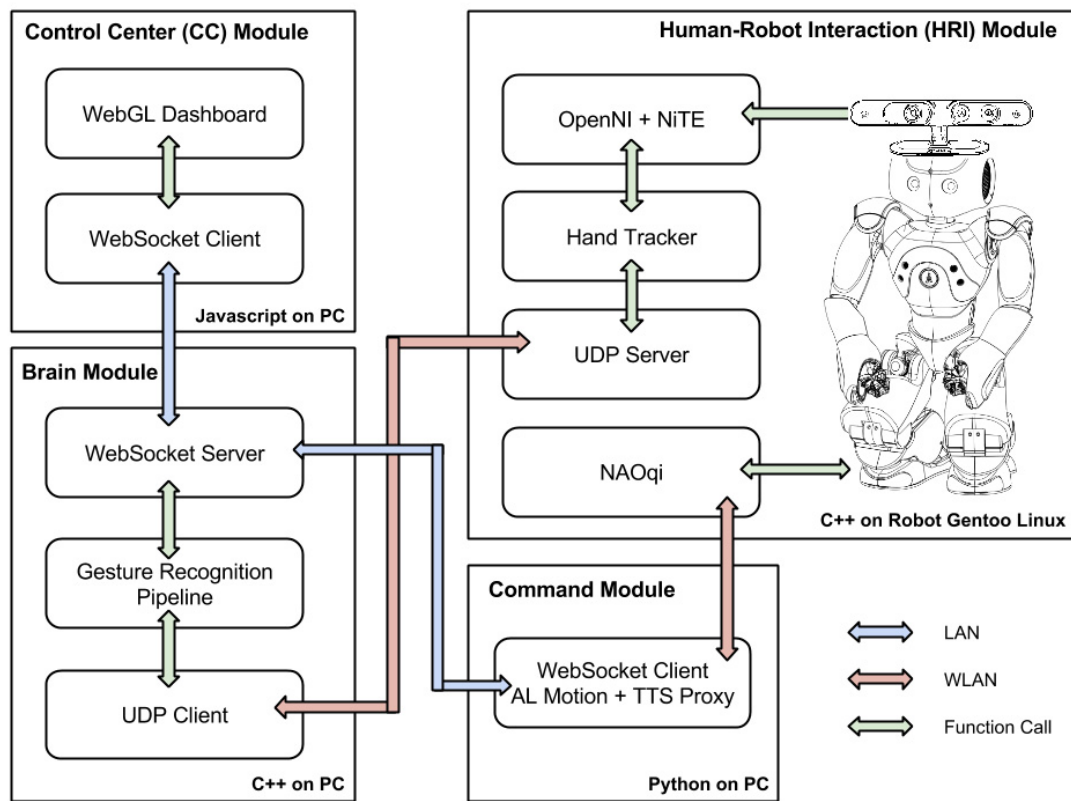 Control Center (CC) Module
WebGL Dashboard
WebSocket Client
Javascript on PC
Brain Module
WebSocket Server
Gesture Recognition
Pipeline
UDP Client
C++ on PC
Human-Robot Interaction (HRI) Module
OpenNI + NiTE
Hand Tracker
UDP Server
NAOqi
C++ on Robot Gentoo Linux
Command Module
WebSocket Client
AL Motion + TTS Proxy
Python on PC
LAN
WLAN
Function Call